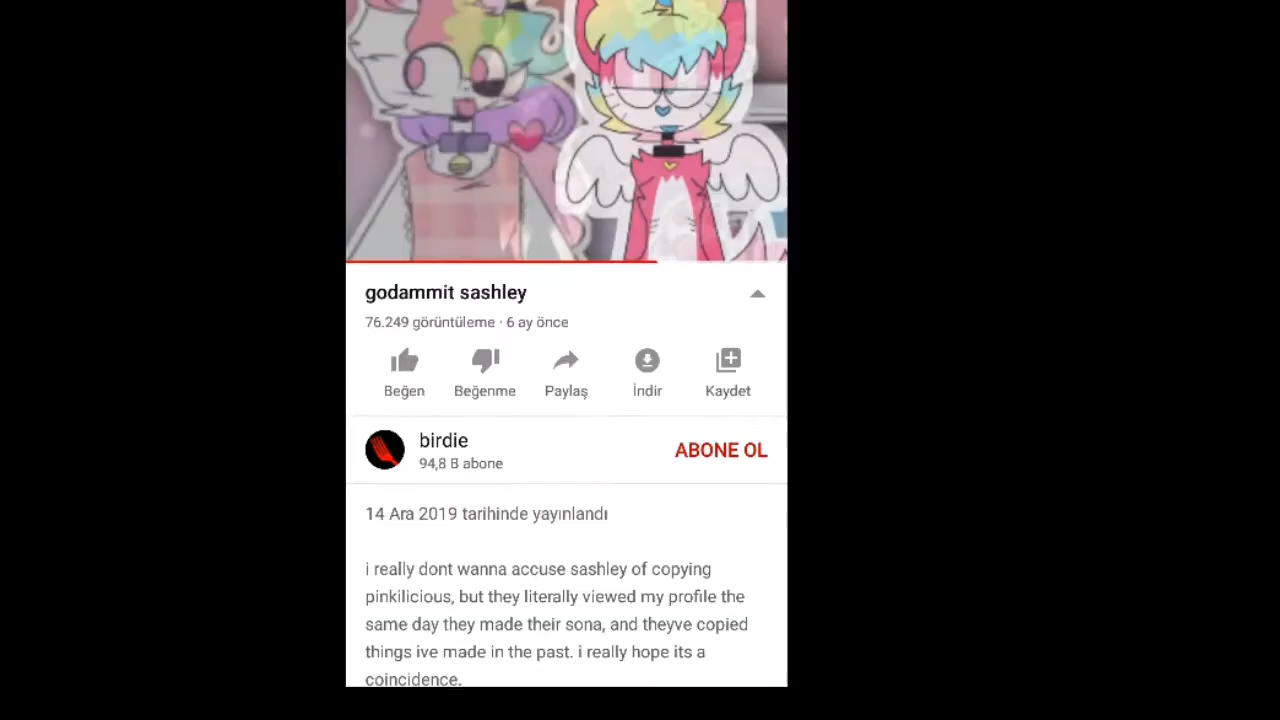 godammit sashley
76.249 görüntüleme · 6 ay önce
Beğen Beğenme Paylaş İndir Kaydet
birdie
94,8 B abone
ABONE OL
14 Ara 2019 tarihinde yayınlandı
i really dont wanna accuse sashley of copying
pinkilicious, but they literally viewed my profile the
same day they made their sona, and theyve copied
things ive made in the past. i really hope its a
coincidence.